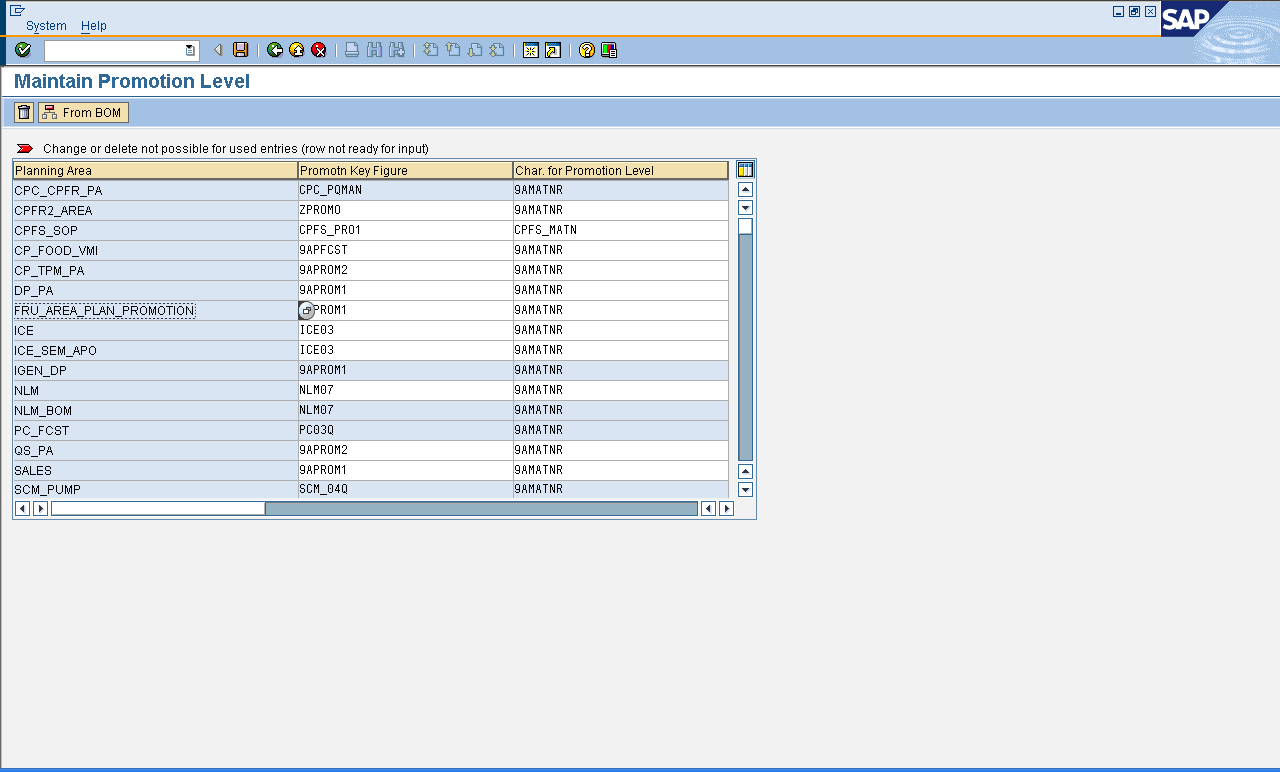 System Help
SAP
Maintain Promotion Level
From BOM
Change or delete not possible for used entries (row not ready for input)
Planning Area Promotn Key Figure Char. for Promotion Level
CPC_CPFR_PA CPC_PQMAN 9AMATNR
CPFR2_AREA ZPROMO 9AMATNR
CPFS_SOP CPFS_PRO1 CPFS_MATN
CP_FOOD_VMI 9APFCST 9AMATNR
CP_TPM_PA 9APROM2 9AMATNR
DP_PA 9APROM1 9AMATNR
FRU_AREA_PLAN_PROMOTION PROM1 9AMATNR
ICE ICE03 9AMATNR
ICE_SEM_APO ICE03 9AMATNR
IGEN_DP 9APROM1 9AMATNR
NLM NLM07 9AMATNR
NLM_BOM NLM07 9AMATNR
PC_FCST PC03Q 9AMATNR
QS_PA 9APROM2 9AMATNR
SALES 9APROM1 9AMATNR
SCM_PUMP SCM_04Q 9AMATNR